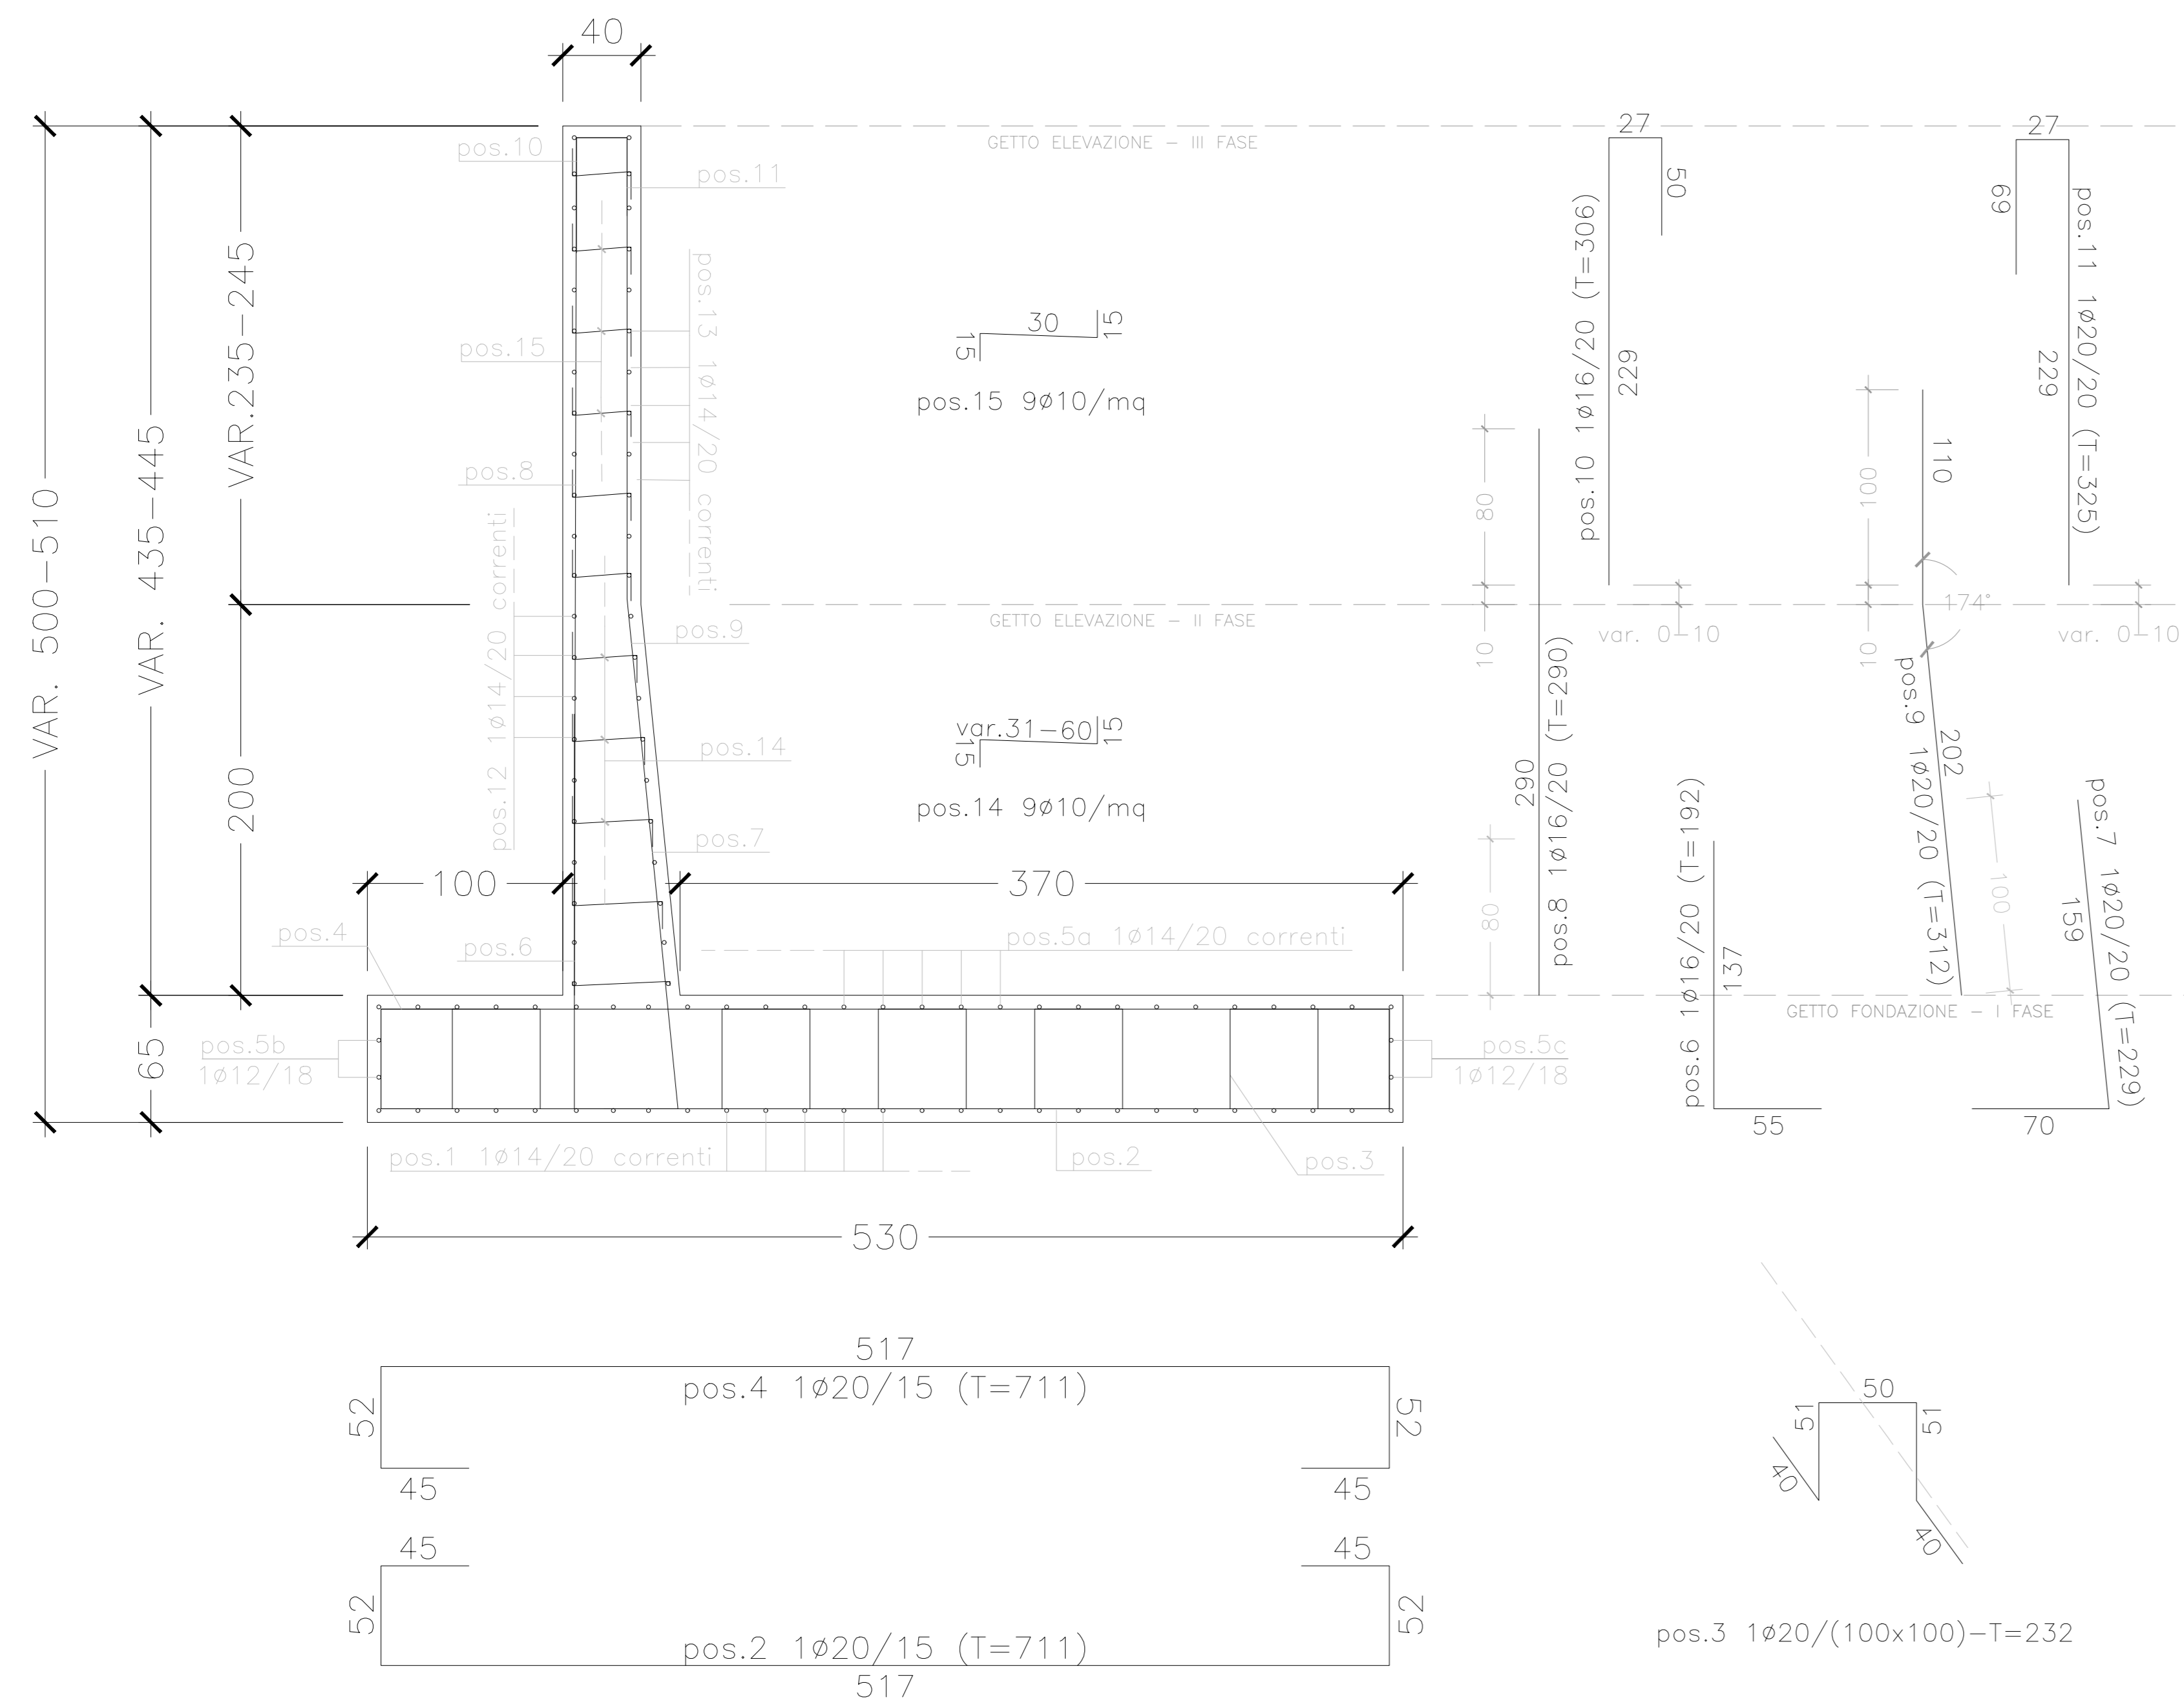 40
GETTO ELEVAZIONE - III FASE
27
27
pos.10
pos.11
50
69
VAR. 500-510
VAR. 435-445
VAR.235-245
pos.13 1ø14/20 correnti
pos.15
pos.8
30
15
15
pos.15 9ø10/mq
pos.10 1ø16/20 (T=306)
229
229
pos.11 1ø20/20 (T=325)
80
10
100
10
110
174°
var. 0-10
var. 0-10
GETTO ELEVAZIONE - II FASE
pos.12 1ø14/20 correnti
pos.9
pos.14
pos.7
200
var.31-60
15
15
pos.14 9ø10/mq
290
pos.8 1ø16/20 (T=290)
80
pos.6 1ø16/20 (T=192)
137
55
pos.9 1ø20/20 (T=312)
202
100
pos.7 1ø20/20 (T=229)
159
70
100
370
pos.4
pos.6
pos.5a 1ø14/20 correnti
GETTO FONDAZIONE - I FASE
65
pos.5b
1ø12/18
pos.5c
1ø12/18
pos.1 1ø14/20 correnti
pos.2
pos.3
530
517
pos.4 1ø20/15 (T=711)
52
52
45
45
45
45
52
52
pos.2 1ø20/15 (T=711)
517
50
51
51
40
40
pos.3 1ø20/(100x100)-T=232